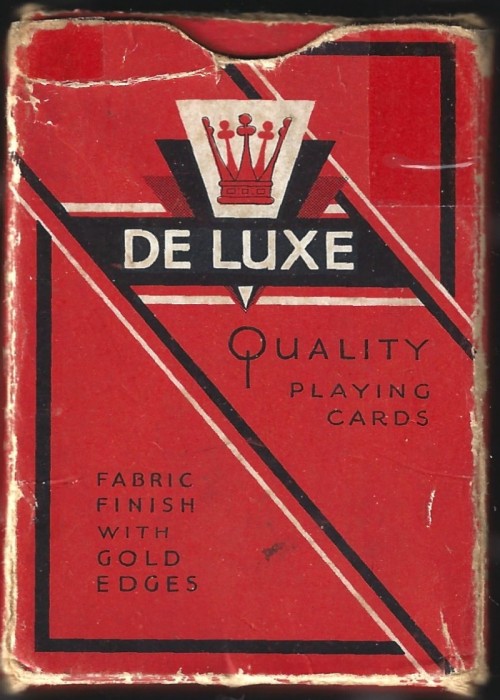 DE LUXE
QUALITY
PLAYING
CARDS
FABRIC
FINISH
WITH
GOLD
EDGES